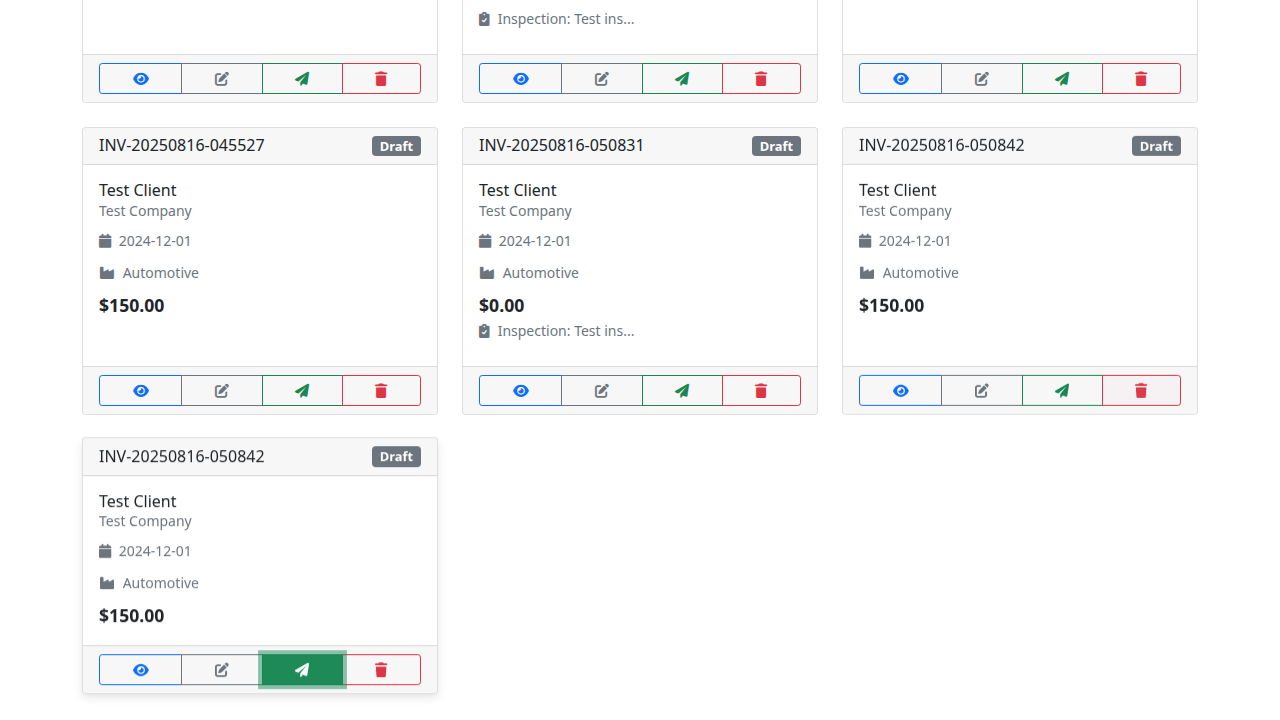 Inspection: Test ins...
INV-20250816-045527
Draft
Test Client
Test Company
2024-12-01
Automotive
$150.00
INV-20250816-050831
Draft
Test Client
Test Company
2024-12-01
Automotive
$0.00
Inspection: Test ins...
INV-20250816-050842
Draft
Test Client
Test Company
2024-12-01
Automotive
$150.00
INV-20250816-050842
Draft
Test Client
Test Company
2024-12-01
Automotive
$150.00